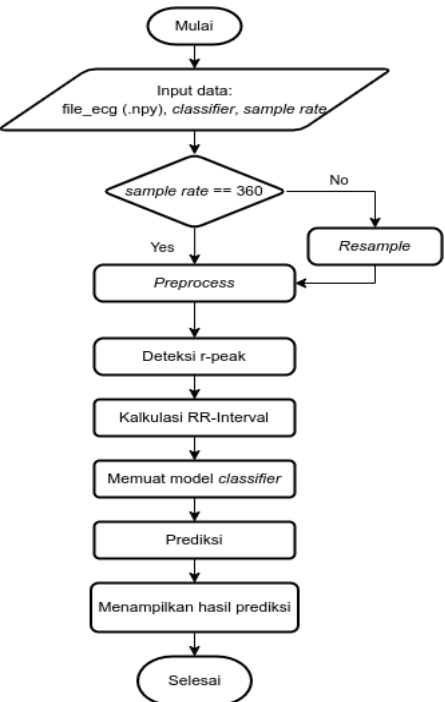 Mulai
Input data:
file_ecg (.npy), classifier, sample rate
sample rate == 360
No
Resample
Yes
Preprocess
Deteksi r-peak
Kalkulasi RR-Interval
Memuat model classifier
Prediksi
Menampilkan hasil prediksi
Selesai